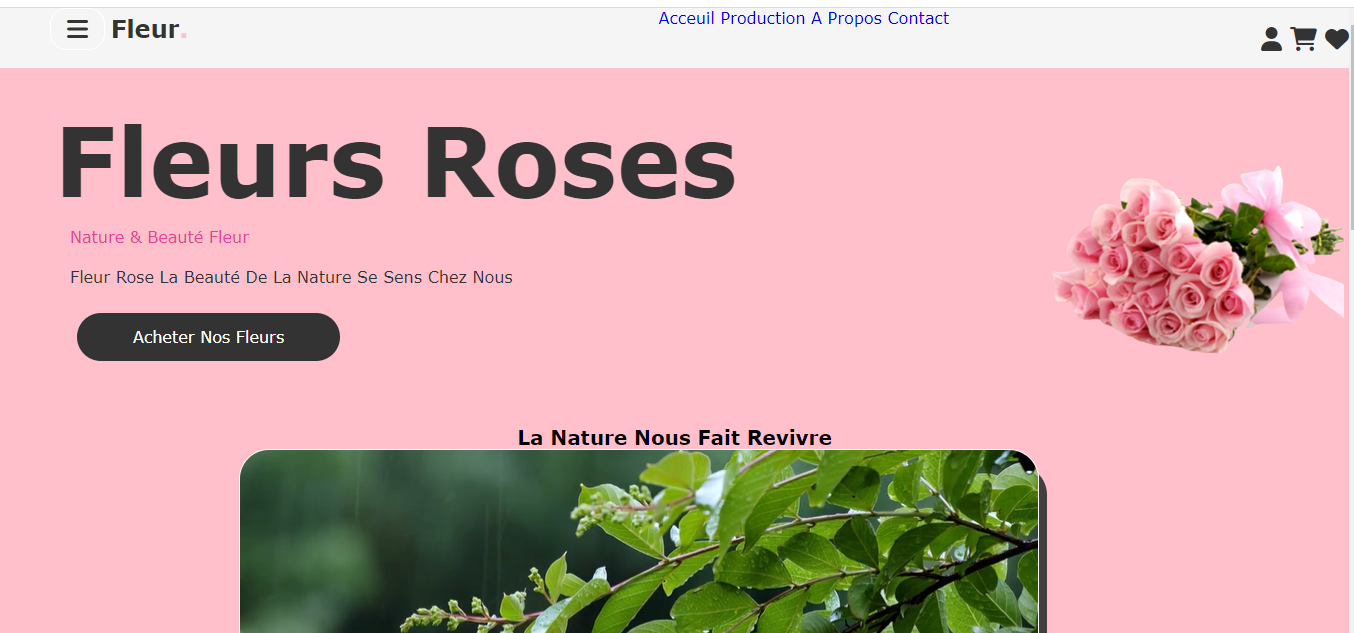 Fleur.
Acceuil Production A Propos Contact
Fleurs Roses
Nature & Beauté Fleur
Fleur Rose La Beauté De La Nature Se Sens Chez Nous
Acheter Nos Fleurs
La Nature Nous Fait Revivre